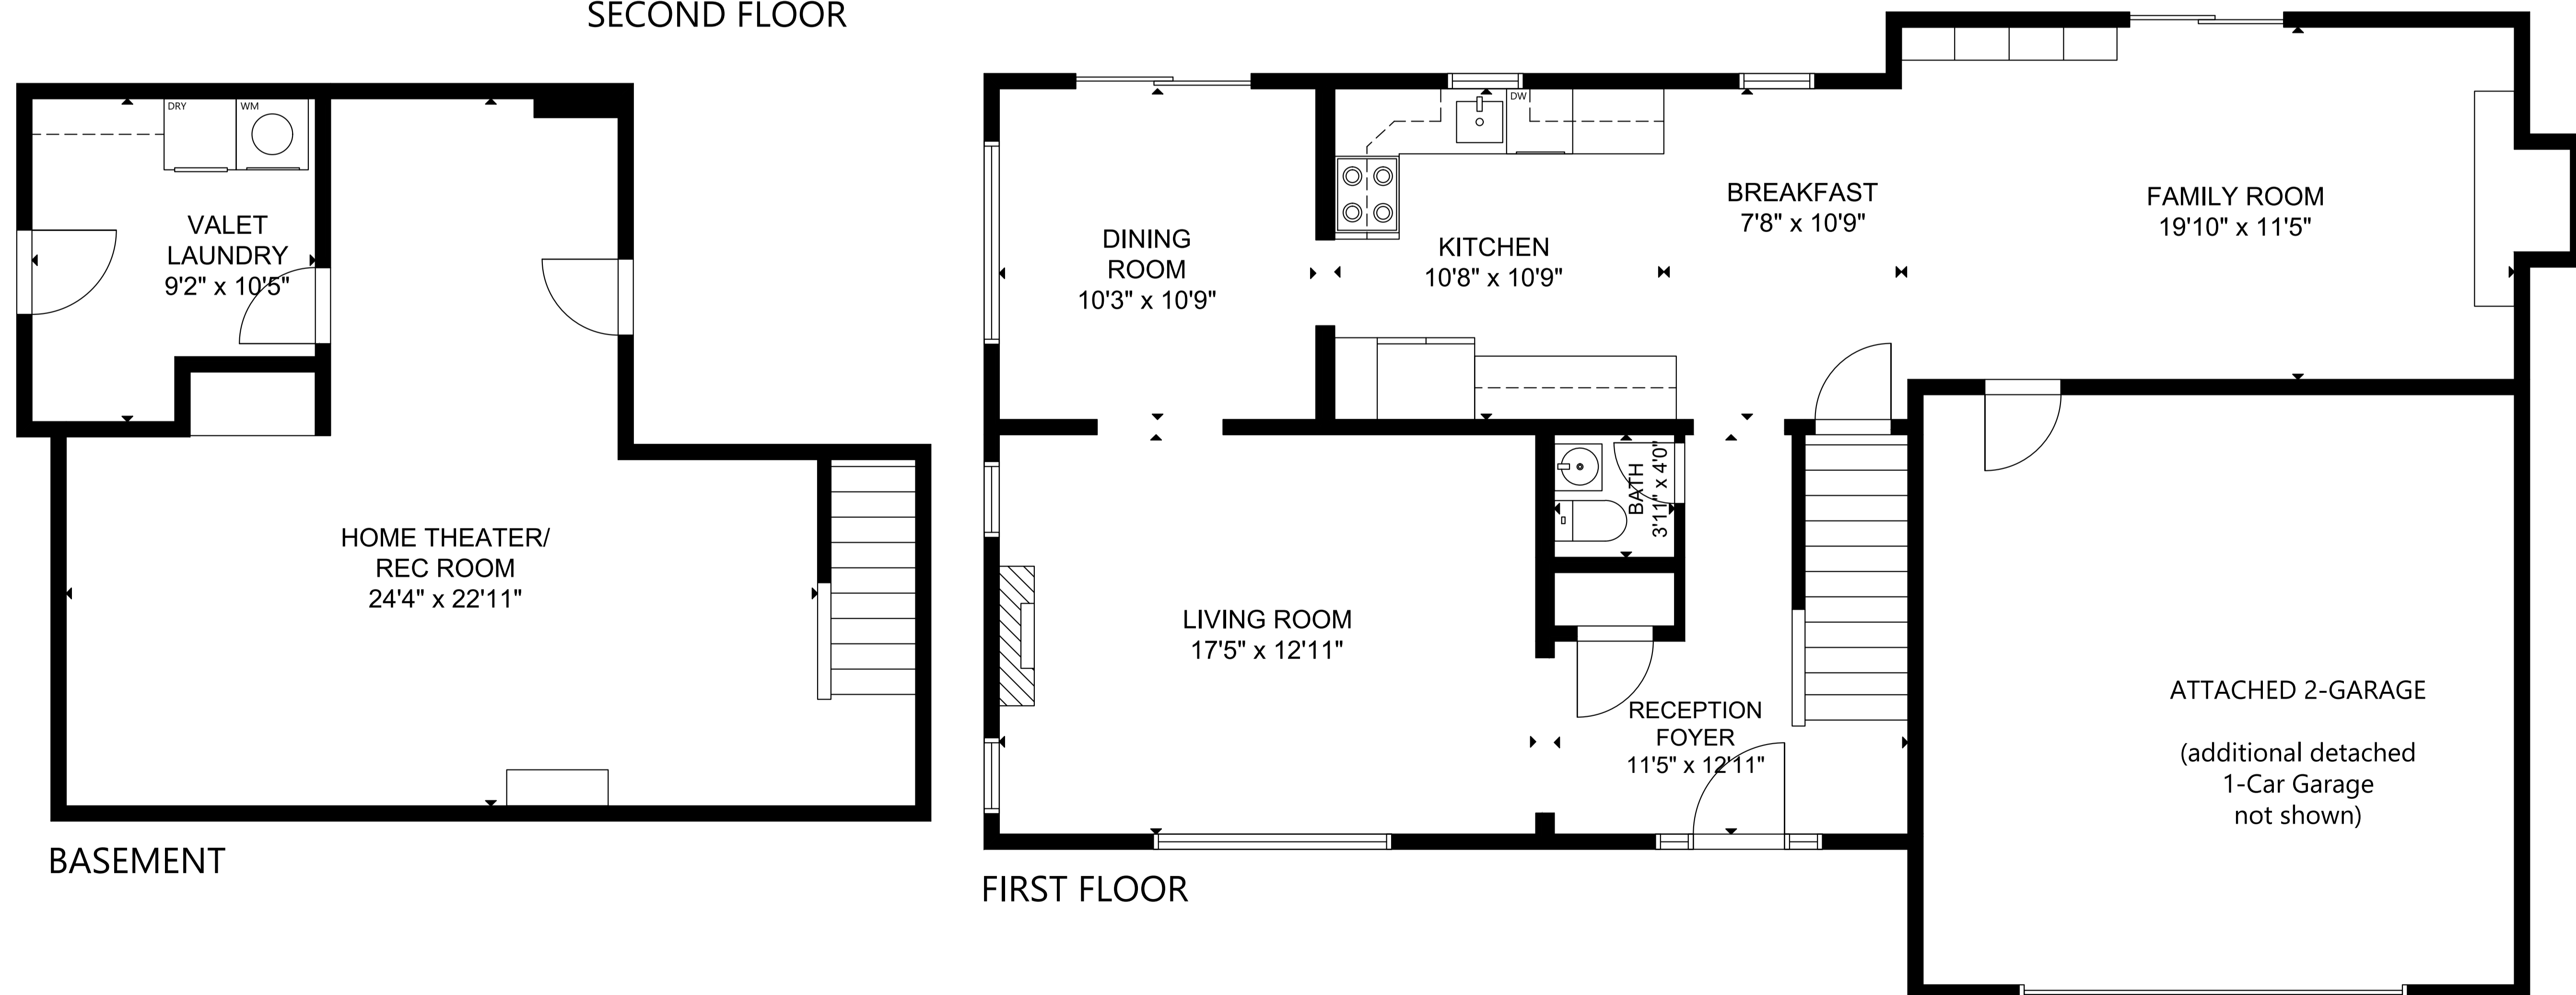 SECOND FLOOR
DRY
WM
VALET
LAUNDRY
9'2" x 10'5"
HOME THEATER/
REC ROOM
24'4" x 22'11"
BASEMENT
DINING
ROOM
10'3" x 10'9"
DW
KITCHEN
10'8" x 10'9"
BREAKFAST
7'8" x 10'9"
FAMILY ROOM
19'10" x 11'5"
LIVING ROOM
17'5" x 12'11"
BATH
3'11" x 4'0"
RECEPTION
FOYER
11'5" x 12'11"
ATTACHED 2-GARAGE
(additional detached
1-Car Garage
not shown)
FIRST FLOOR